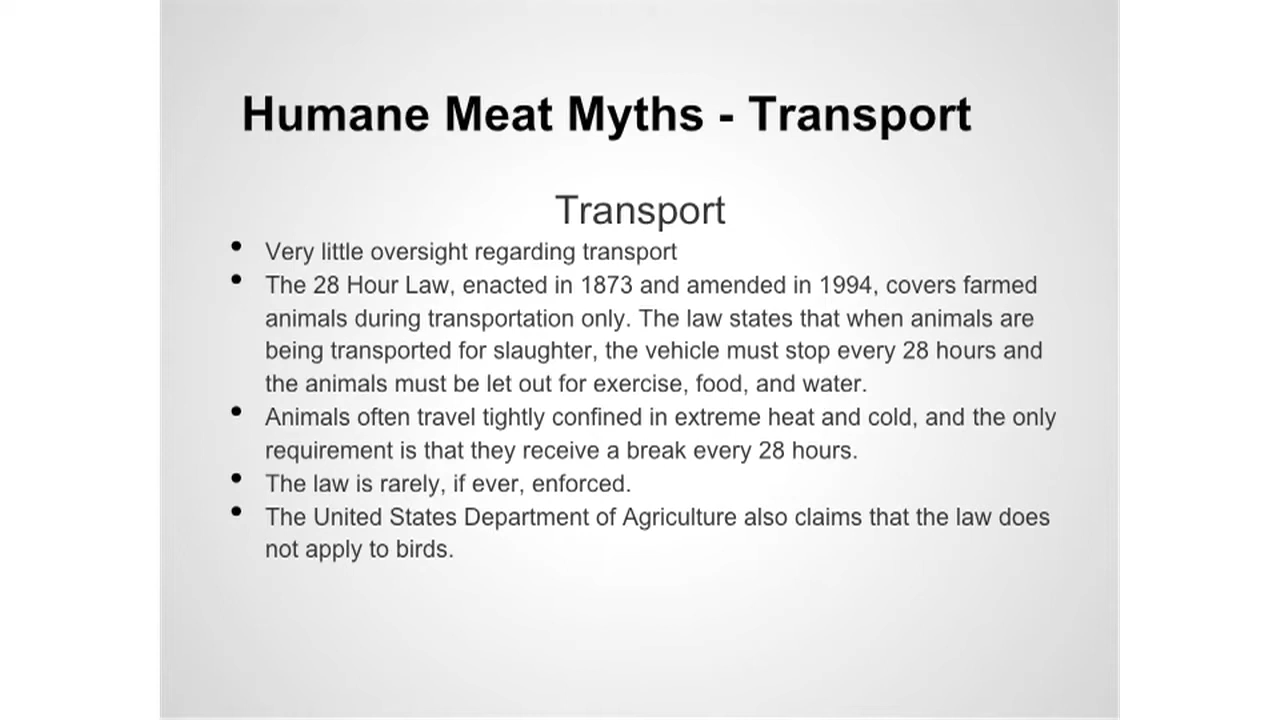 Humane Meat Myths - Transport
Transport
• Very little oversight regarding transport
• The 28 Hour Law, enacted in 1873 and amended in 1994, covers farmed
animals during transportation only. The law states that when animals are
being transported for slaughter, the vehicle must stop every 28 hours and
the animals must be let out for exercise, food, and water.
• Animals often travel tightly confined in extreme heat and cold, and the only
requirement is that they receive a break every 28 hours.
• The law is rarely, if ever, enforced.
• The United States Department of Agriculture also claims that the law does
not apply to birds.